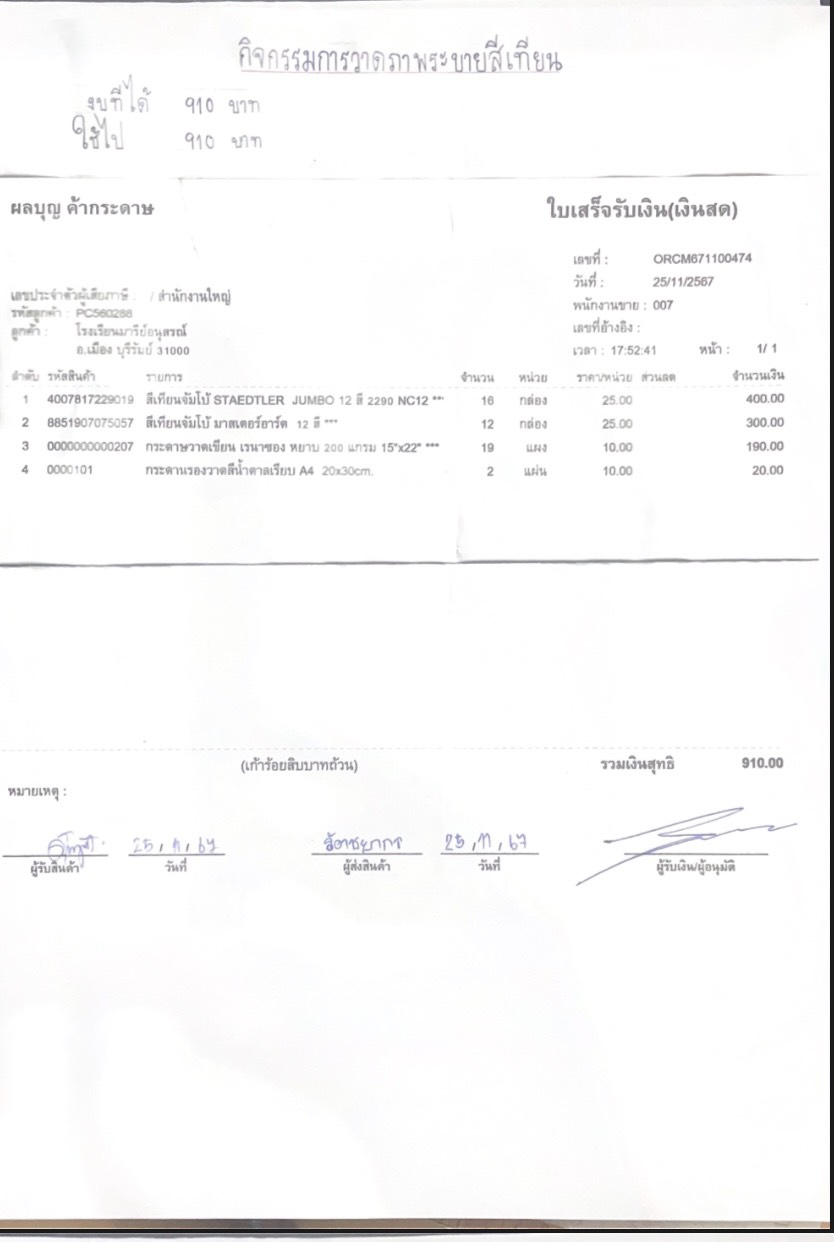 กิจกรรมการวาดภาพระบายสีเทียน
งบที่ได้ 910 บาท
ใช้ไป 910 บาท
ผลบุญ ค้ากระดาษ ใบเสร็จรับเงิน(เงินสด)
เลขที่ : ORCM671100474
วันที่ : 25/11/2567
เลขประจำตัวผู้เสียภาษี : / สำนักงานใหญ่ พนักงานขาย : 007
รหัสลูกค้า : PC560288
ลูกค้า : โรงเรียนมารีย์อนุสรณ์ เลขที่อ้างอิง :
อ.เมือง บุรีรัมย์ 31000 เวลา : 17:52:41 หน้า : 1/ 1
ลำดับ รหัสสินค้า รายการ จำนวน หน่วย ราคา/หน่วย ส่วนลด จำนวนเงิน
1 4007817229019 สีเทียนจัมโบ้ STAEDTLER JUMBO 12 สี 2290 NC12 *** 16 กล่อง 25.00 400.00
2 8851907075057 สีเทียนจัมโบ้ มาสเตอร์อาร์ต 12 สี *** 12 กล่อง 25.00 300.00
3 0000000000207 กระดาษวาดเขียน เรนาซอง หยาบ 200 แกรม 15"x22" *** 19 แผง 10.00 190.00
4 0000101 กระดานรองวาดสีน้ำตาลเรียบ A4 20x30cm. 2 แผ่น 10.00 20.00
(เก้าร้อยสิบบาทถ้วน) รวมเงินสุทธิ 910.00
หมายเหตุ :
25, 11, 67 25, 11, 67
ผู้รับสินค้า วันที่ ผู้ส่งสินค้า วันที่ ผู้รับเงิน/ผู้อนุมัติ